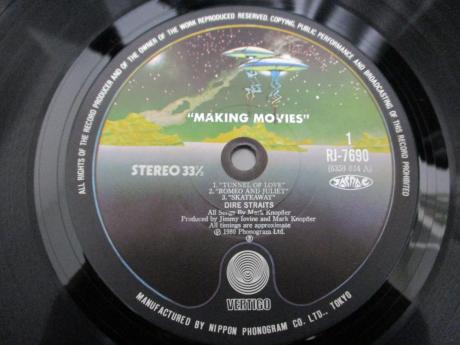 ALL RIGHTS OF THE RECORD PRODUCER AND OF THE OWNER OF THE WORK REPRODUCED RESERVED. COPYING, PUBLIC PERFORMANCE AND BROADCASTING OF THIS RECORD PROHIBITED
"MAKING MOVIES"
1
RJ-7690
(6359 034 A)
STEREO 33⅓
1. "TUNNEL OF LOVE"
2. "ROMEO AND JULIET"
3. "SKATEAWAY"
DIRE STRAITS
All Songs By Mark Knopfler
Produced by Jimmy Iovine and Mark Knopfler
All timings are approximate
Ⓟ 1980 Phonogram Ltd.
VERTIGO
MANUFACTURED BY NIPPON PHONOGRAM CO. LTD., TOKYO